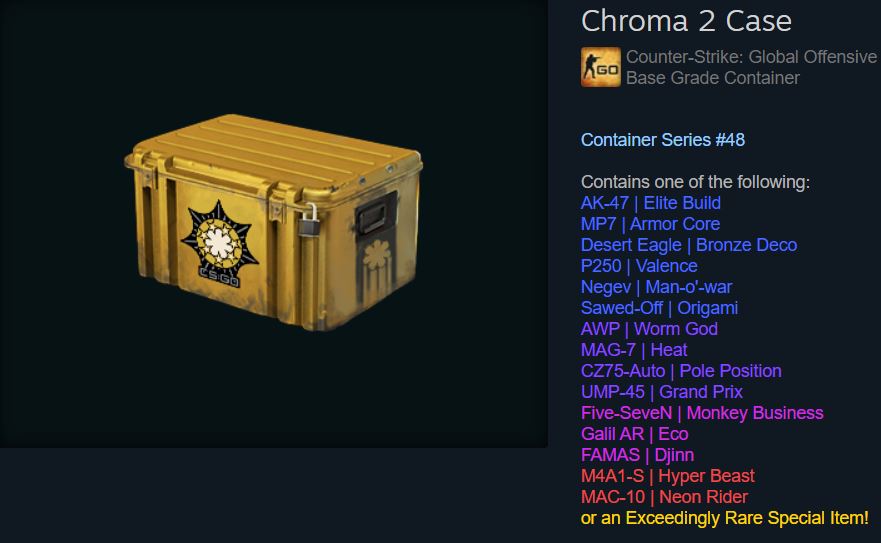 Chroma 2 Case
GO
Counter-Strike: Global Offensive
Base Grade Container
Container Series #48
Contains one of the following:
AK-47 | Elite Build
MP7 | Armor Core
Desert Eagle | Bronze Deco
P250 | Valence
Negev | Man-o'-war
Sawed-Off | Origami
AWP | Worm God
MAG-7 | Heat
CZ75-Auto | Pole Position
UMP-45 | Grand Prix
Five-SeveN | Monkey Business
Galil AR | Eco
FAMAS | Djinn
M4A1-S | Hyper Beast
MAC-10 | Neon Rider
or an Exceedingly Rare Special Item!
CS:GO